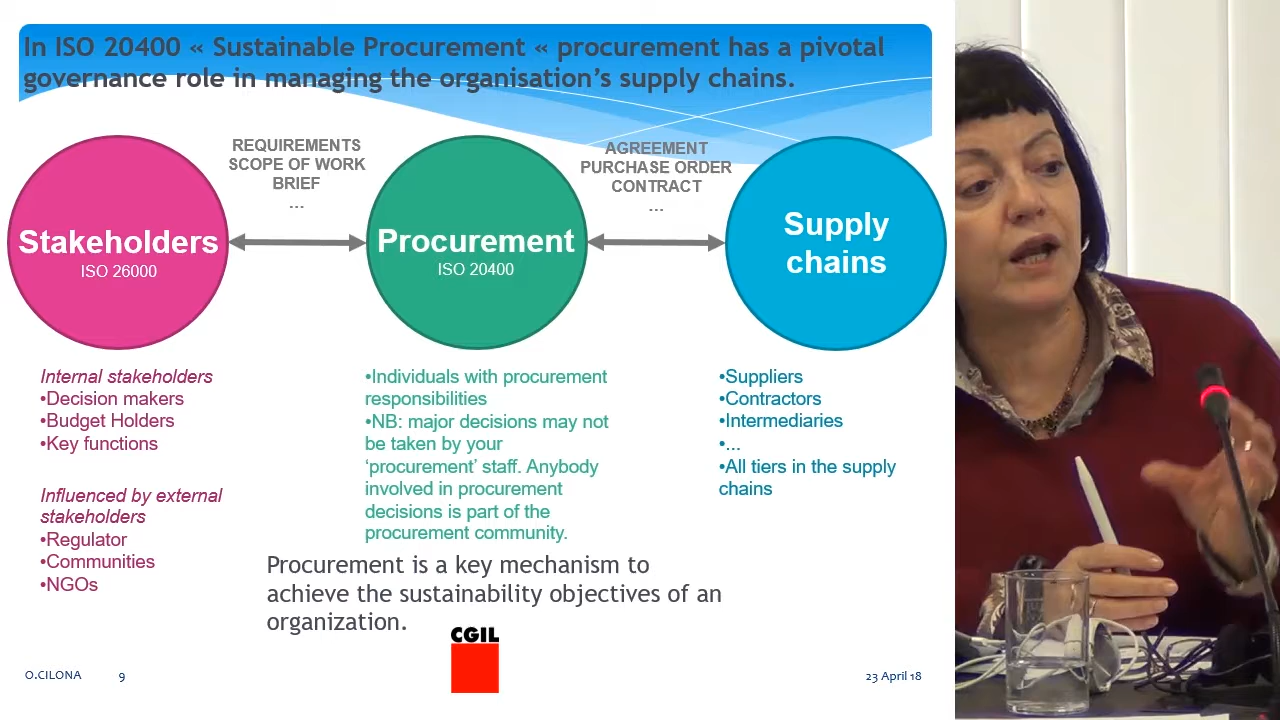 In ISO 20400 « Sustainable Procurement « procurement has a pivotal
governance role in managing the organisation’s supply chains.
REQUIREMENTS
SCOPE OF WORK
BRIEF
...
AGREEMENT
PURCHASE ORDER
CONTRACT
...
Stakeholders
ISO 26000
Procurement
ISO 20400
Supply
chains
Internal stakeholders
•Decision makers
•Budget Holders
•Key functions
Influenced by external
stakeholders
•Regulator
•Communities
•NGOs
•Individuals with procurement
responsibilities
•NB: major decisions may not
be taken by your
‘procurement’ staff. Anybody
involved in procurement
decisions is part of the
procurement community.
•Suppliers
•Contractors
•Intermediaries
•...
•All tiers in the supply
chains
Procurement is a key mechanism to
achieve the sustainability objectives of an
organization.
CGIL
O.CILONA
9
23 April 18